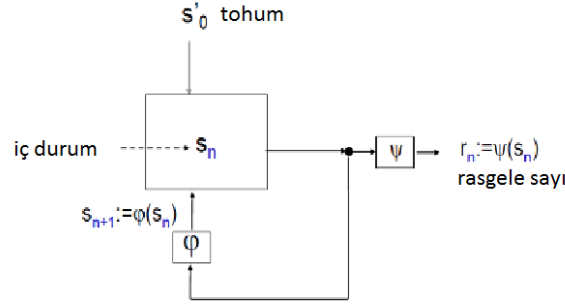 s'₀ tohum
iç durum
sₙ
ψ
rₙ:=ψ(sₙ)
rasgele sayı
sₙ₊₁:=φ(sₙ)
φ